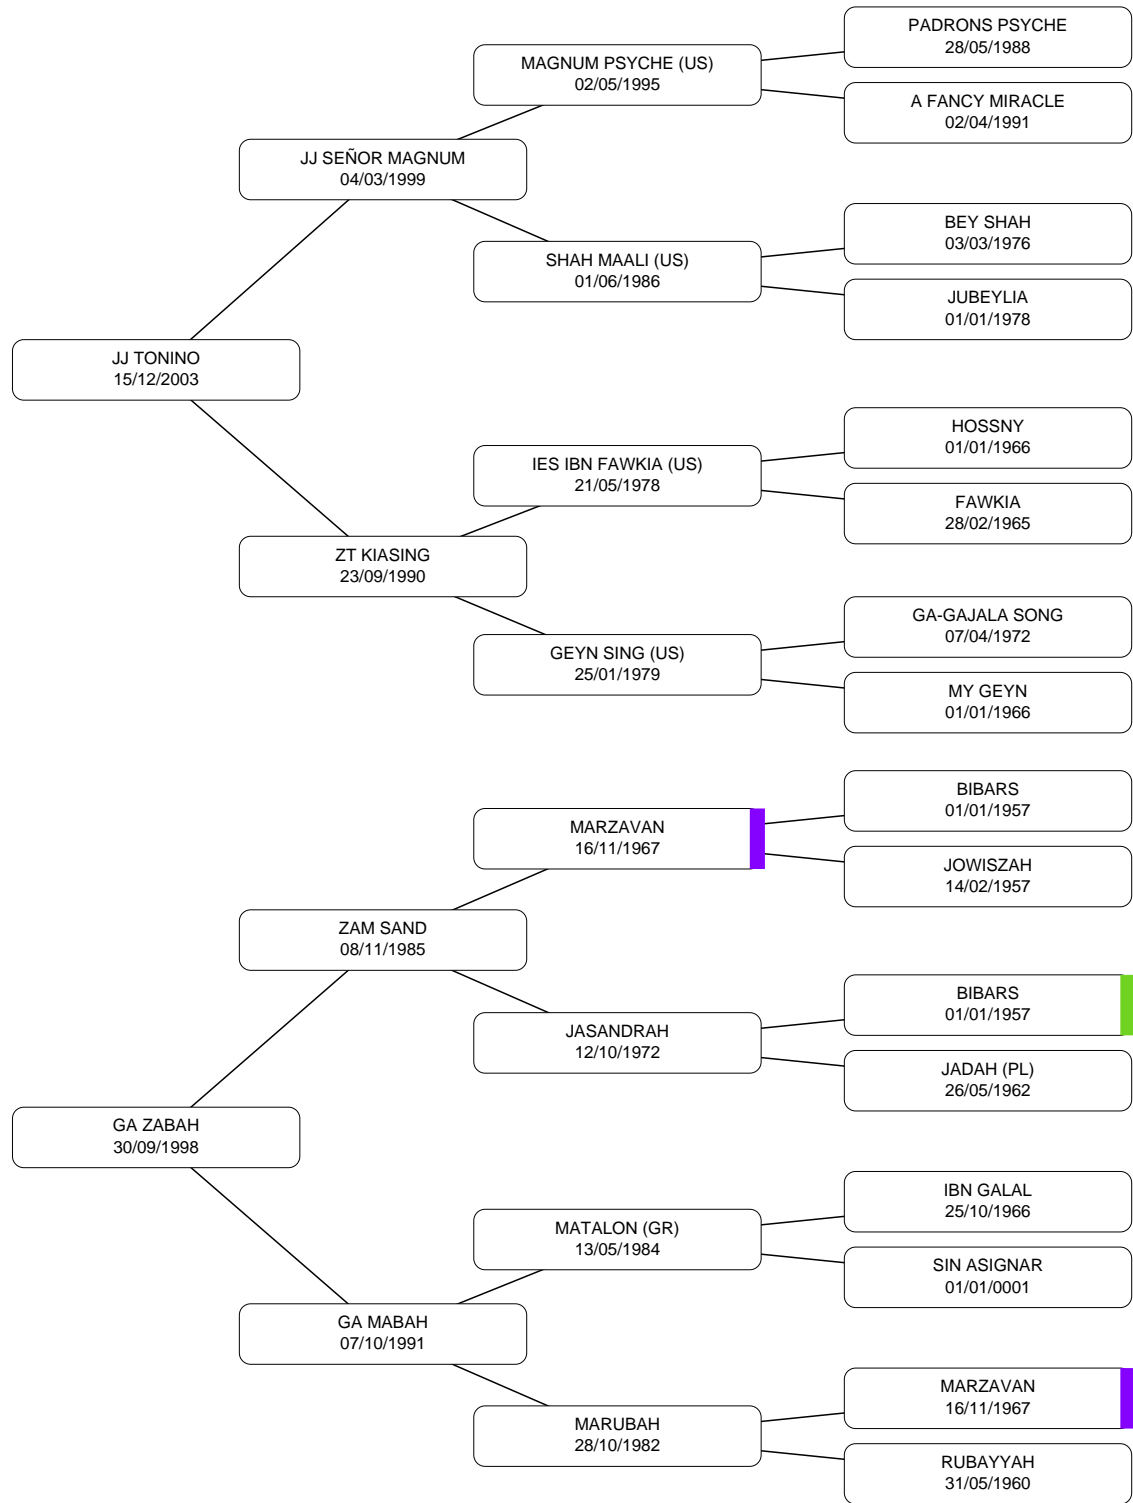 PADRONS PSYCHE
28/05/1988
MAGNUM PSYCHE (US)
02/05/1995
A FANCY MIRACLE
02/04/1991
JJ SEÑOR MAGNUM
04/03/1999
BEY SHAH
03/03/1976
SHAH MAALI (US)
01/06/1986
JUBEYLIA
01/01/1978
JJ TONINO
15/12/2003
HOSSNY
01/01/1966
IES IBN FAWKIA (US)
21/05/1978
FAWKIA
28/02/1965
ZT KIASING
23/09/1990
GA-GAJALA SONG
07/04/1972
GEYN SING (US)
25/01/1979
MY GEYN
01/01/1966
BIBARS
01/01/1957
MARZAVAN
16/11/1967
JOWISZAH
14/02/1957
ZAM SAND
08/11/1985
BIBARS
01/01/1957
JASANDRAH
12/10/1972
JADAH (PL)
26/05/1962
GA ZABAH
30/09/1998
IBN GALAL
25/10/1966
MATALON (GR)
13/05/1984
SIN ASIGNAR
01/01/0001
GA MABAH
07/10/1991
MARZAVAN
16/11/1967
MARUBAH
28/10/1982
RUBAYYAH
31/05/1960